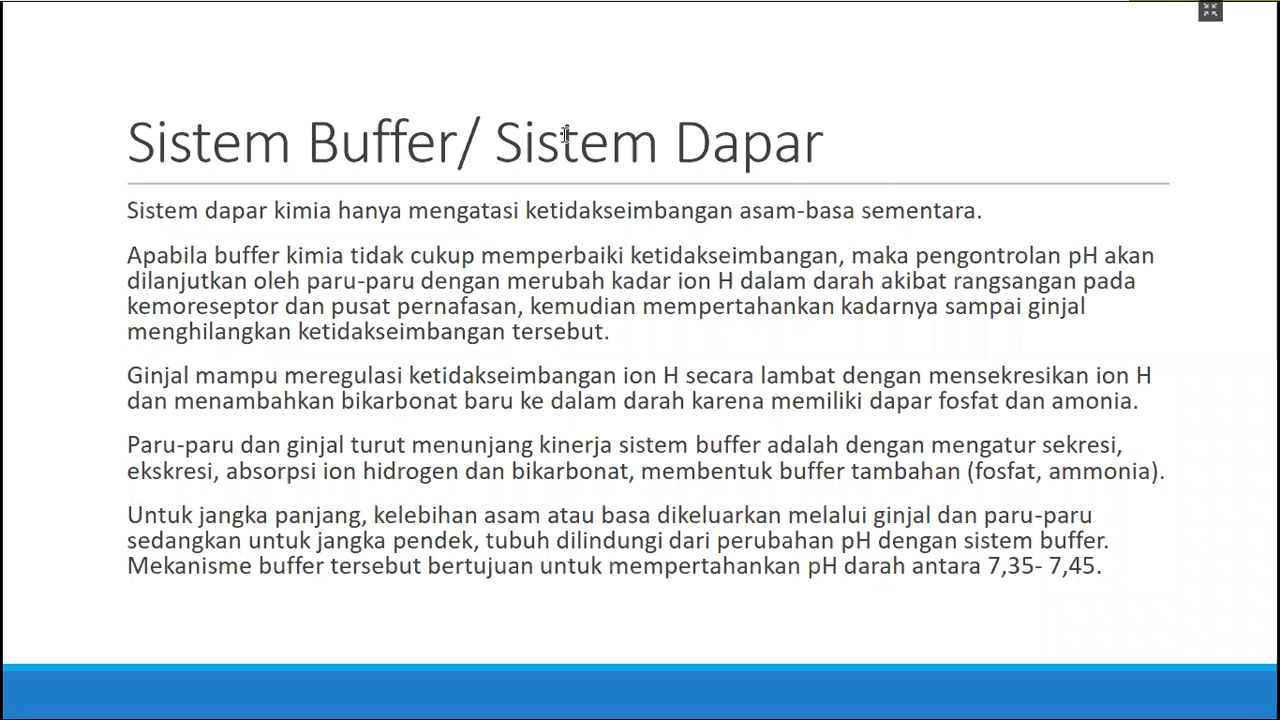 Sistem Buffer/ Sistem Dapar
Sistem dapar kimia hanya mengatasi ketidakseimbangan asam-basa sementara.
Apabila buffer kimia tidak cukup memperbaiki ketidakseimbangan, maka pengontrolan pH akan
dilanjutkan oleh paru-paru dengan merubah kadar ion H dalam darah akibat rangsangan pada
kemoreseptor dan pusat pernafasan, kemudian mempertahankan kadarnya sampai ginjal
menghilangkan ketidakseimbangan tersebut.
Ginjal mampu meregulasi ketidakseimbangan ion H secara lambat dengan mensekresikan ion H
dan menambahkan bikarbonat baru ke dalam darah karena memiliki dapar fosfat dan amonia.
Paru-paru dan ginjal turut menunjang kinerja sistem buffer adalah dengan mengatur sekresi,
ekskresi, absorpsi ion hidrogen dan bikarbonat, membentuk buffer tambahan (fosfat, ammonia).
Untuk jangka panjang, kelebihan asam atau basa dikeluarkan melalui ginjal dan paru-paru
sedangkan untuk jangka pendek, tubuh dilindungi dari perubahan pH dengan sistem buffer.
Mekanisme buffer tersebut bertujuan untuk mempertahankan pH darah antara 7,35- 7,45.